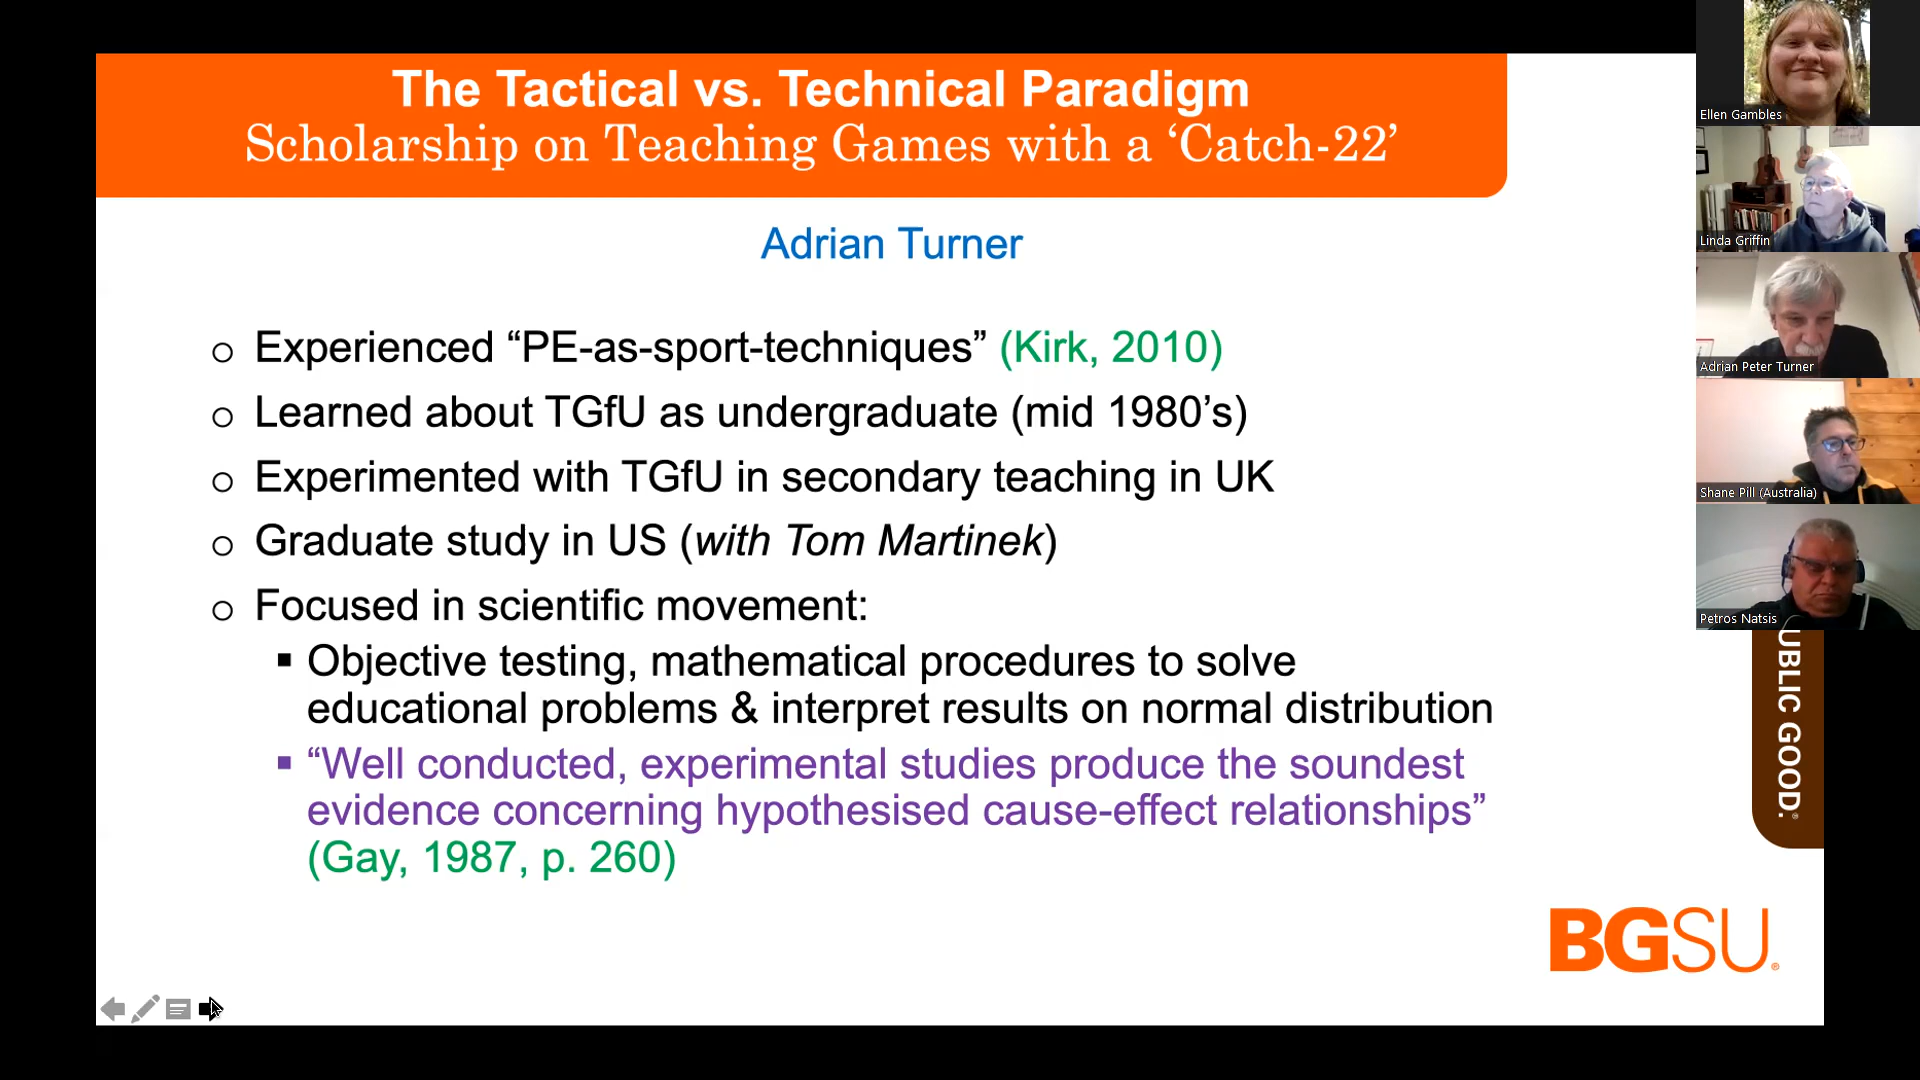 The Tactical vs. Technical Paradigm
Scholarship on Teaching Games with a ‘Catch-22’
Adrian Turner
Experienced “PE-as-sport-techniques” (Kirk, 2010)
Learned about TGfU as undergraduate (mid 1980’s)
Experimented with TGfU in secondary teaching in UK
Graduate study in US (with Tom Martinek)
Focused in scientific movement:
Objective testing, mathematical procedures to solve
educational problems & interpret results on normal distribution
“Well conducted, experimental studies produce the soundest
evidence concerning hypothesised cause-effect relationships”
(Gay, 1987, p. 260)
Ellen Gambles
Linda Griffin
Adrian Peter Turner
Shane Pill (Australia)
Petros Natsis
UBLIC GOOD.®
BGSU®